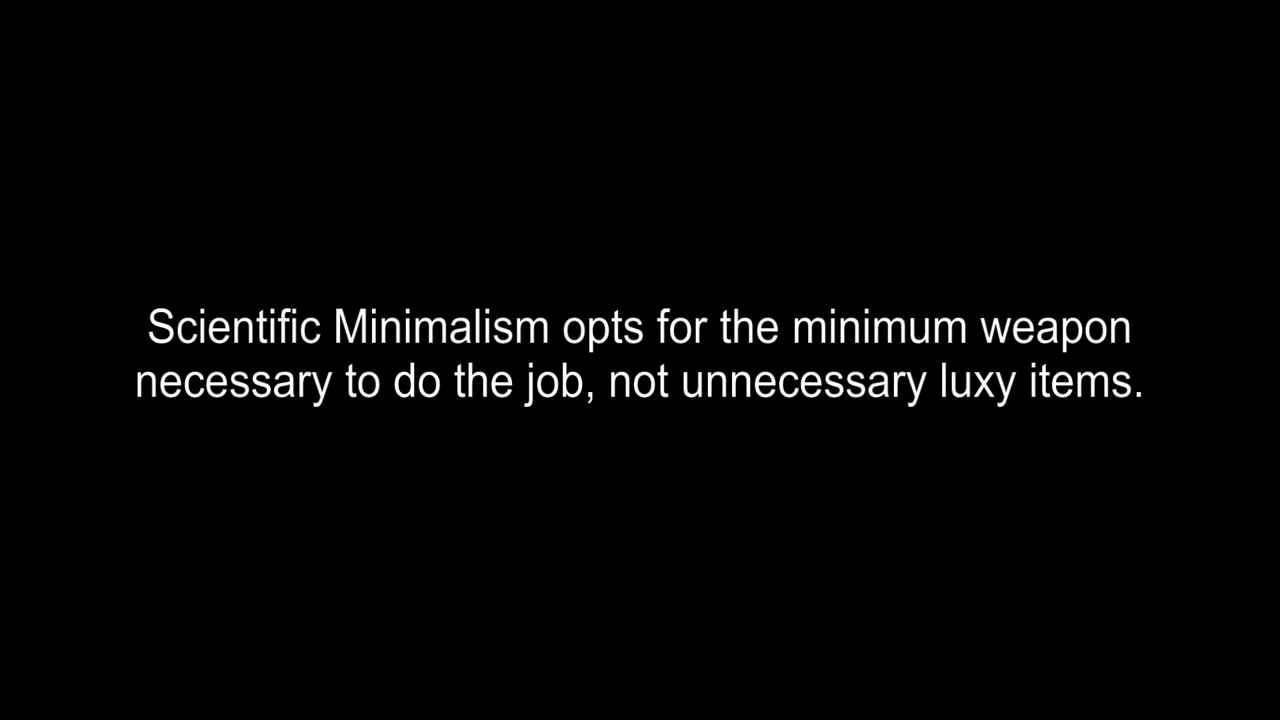 Scientific Minimalism opts for the minimum weapon
necessary to do the job, not unnecessary luxy items.